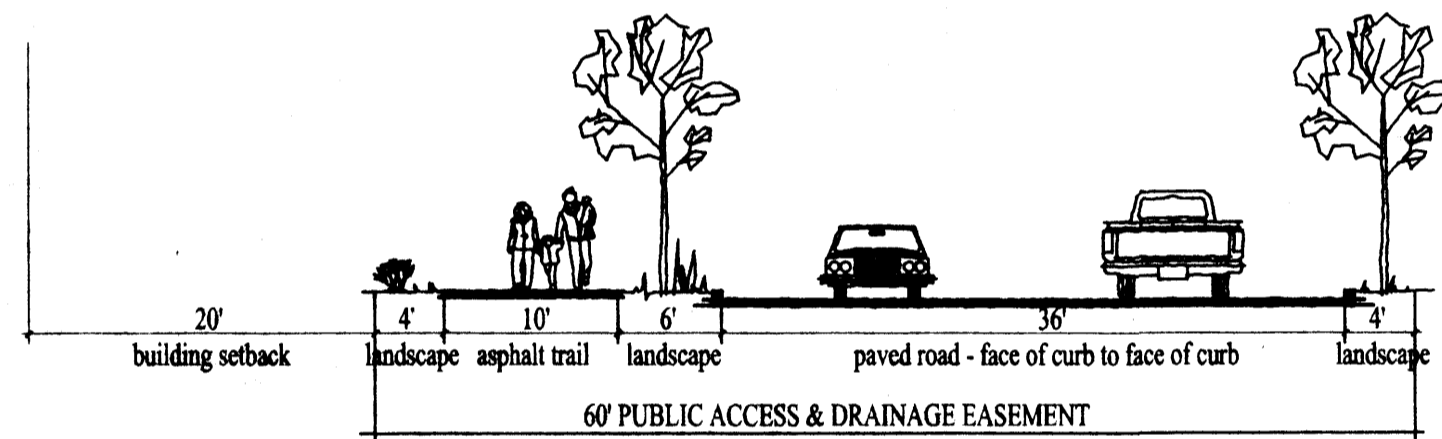 20' 4' 10' 6' 36' 4'
building setback landscape asphalt trail landscape paved road - face of curb to face of curb landscape
60' PUBLIC ACCESS & DRAINAGE EASEMENT